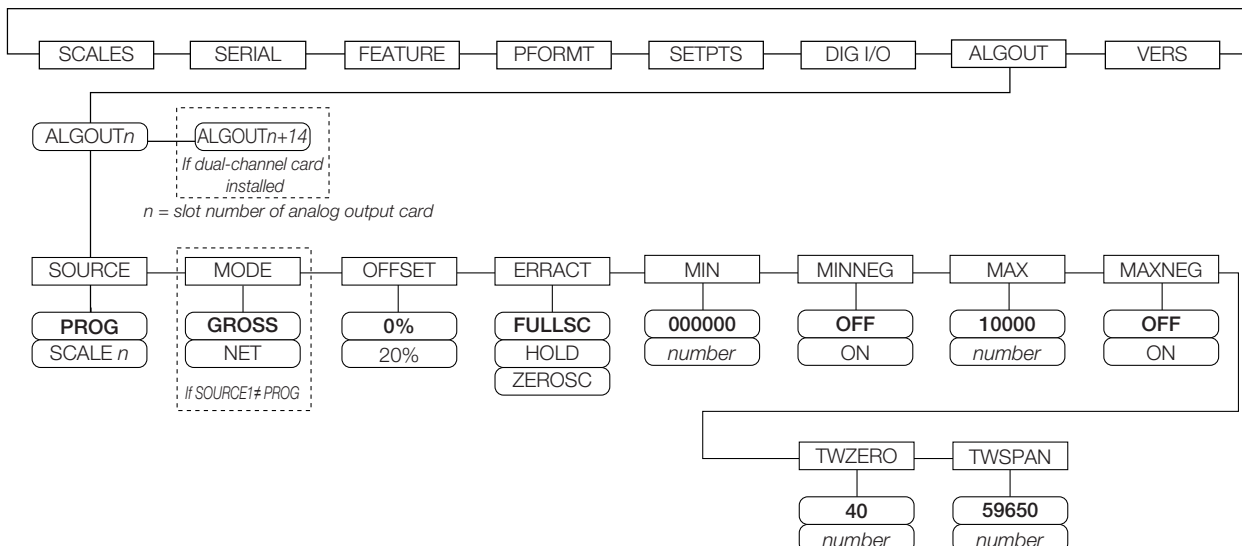 SCALES SERIAL FEATURE PFORMT SETPTS DIG I/O ALGOUT VERS
ALGOUTn ALGOUTn+14
If dual-channel card
installed
n = slot number of analog output card
SOURCE MODE OFFSET ERRACT MIN MINNEG MAX MAXNEG
PROG GROSS 0% FULLSC 000000 OFF 10000 OFF
SCALE n NET 20% HOLD number ON number ON
ZEROSC
If SOURCE1≠ PROG
TWZERO TWSPAN
40 59650
number number